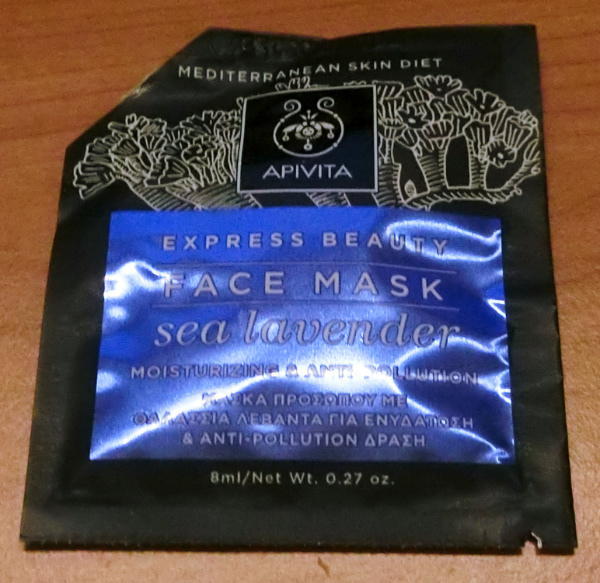 MEDITERRANEAN SKIN DIET
APIVITA
EXPRESS BEAUTY
FACE MASK
sea lavender
MOISTURIZING & ANTI-POLLUTION
ΜΑΣΚΑ ΠΡΟΣΩΠΟΥ ΜΕ
ΘΑΛΑΣΣΙΑ ΛΕΒΑΝΤΑ ΓΙΑ ΕΝΥΔΑΤΩΣΗ
& ANTI-POLLUTION ΔΡΑΣΗ
8ml/Net Wt. 0.27 oz.